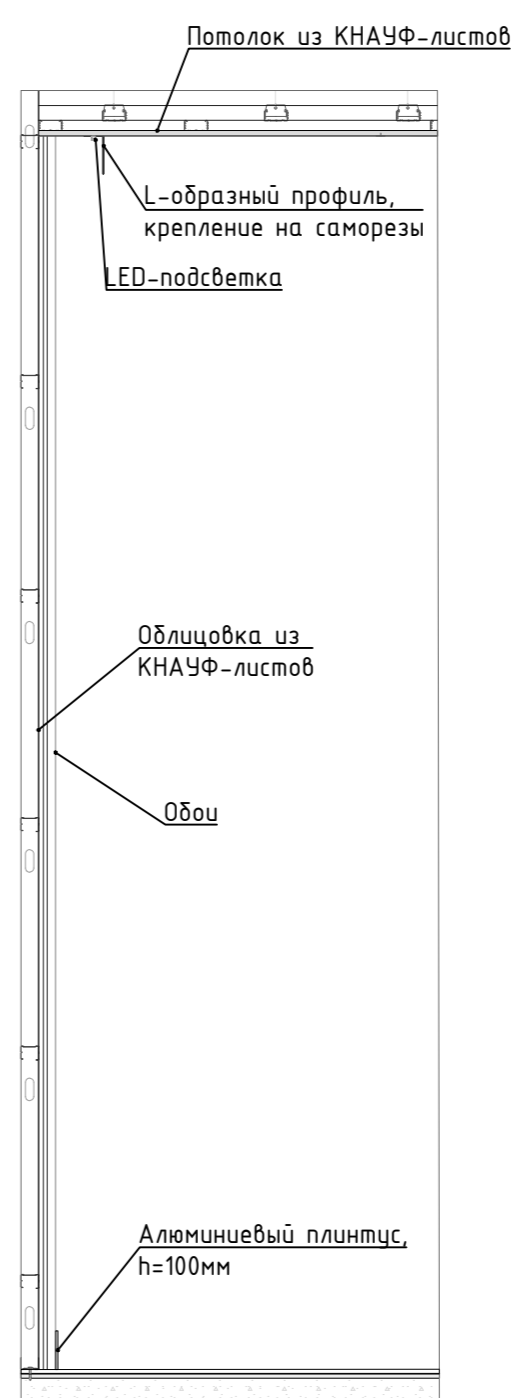 Потолок из КНАУФ-листов
L-образный профиль,
крепление на саморезы
LED-подсветка
Облицовка из
КНАУФ-листов
Обои
Алюминиевый плинтус,
h=100мм